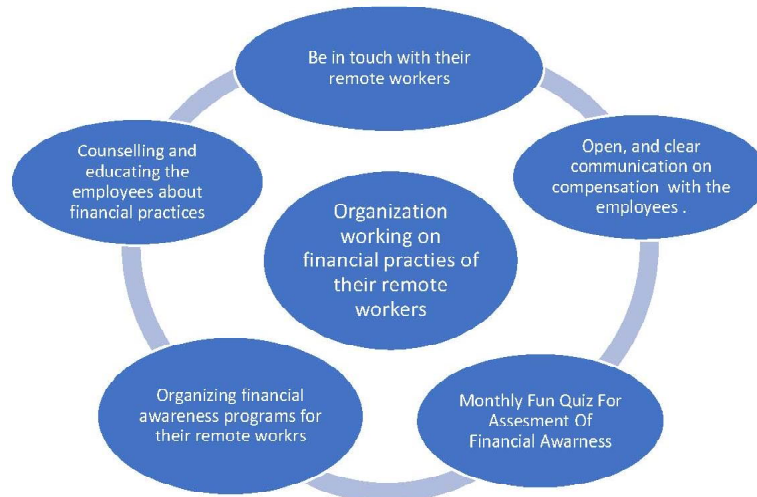 Be in touch with their
remote workers
Open, and clear
communication on
compensation with the
employees .
Monthly Fun Quiz For
Assesment Of
Financial Awarness
Organizing financial
awareness programs for
their remote workrs
Counselling and
educating the
employees about
financial practices
Organization
working on
financial practies of
their remote
workers